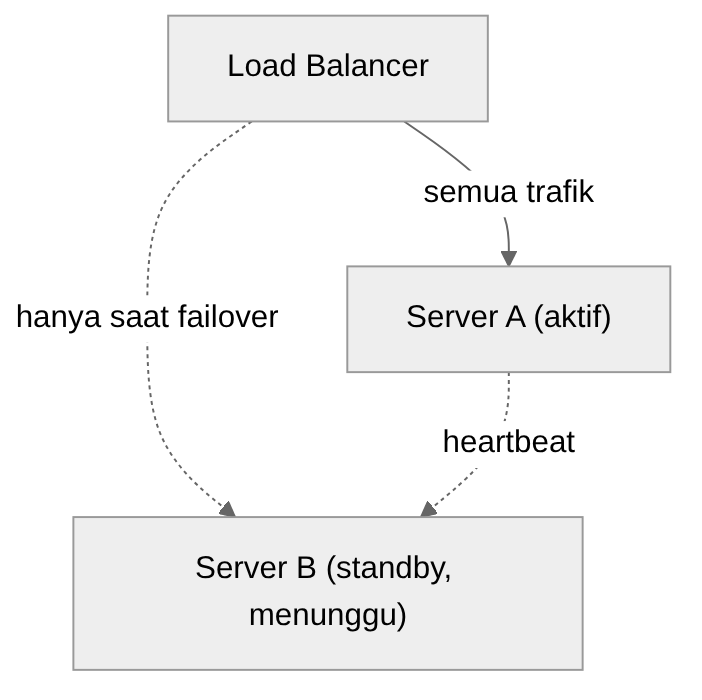 Load Balancer
semua trafik
hanya saat failover
Server A (aktif)
heartbeat
Server B (standby,
menunggu)